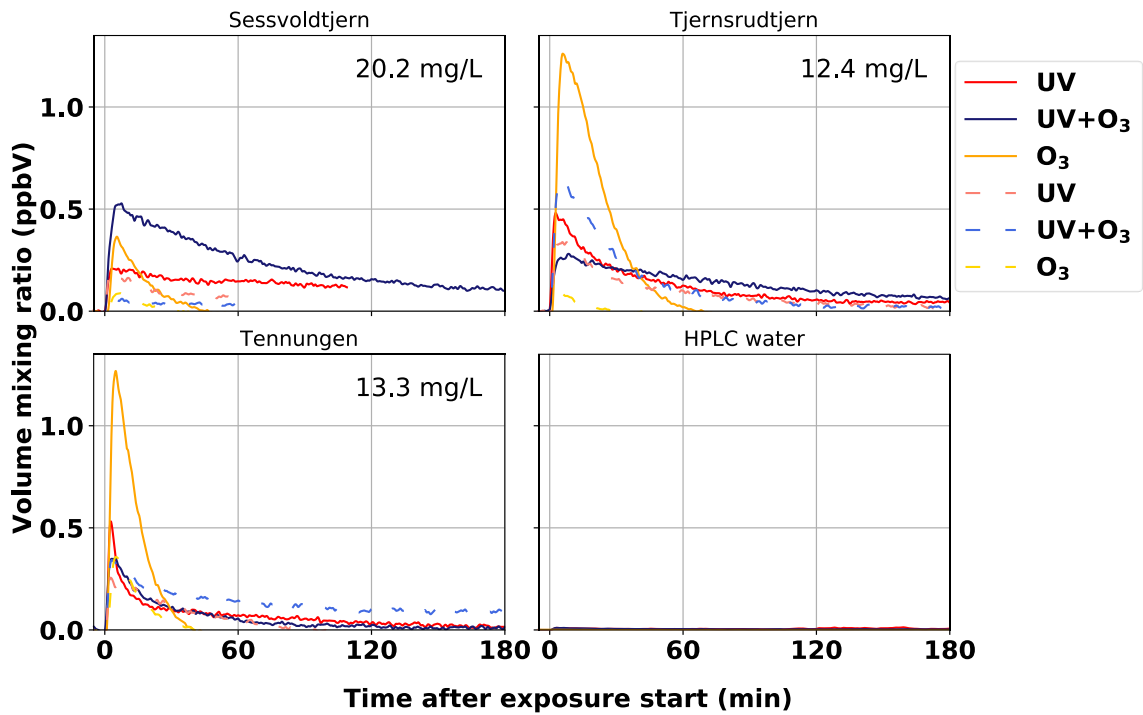 Sessvoldtjern
Tjernsrudtjern
20.2 mg/L
12.4 mg/L
UV
UV+O₃
O₃
UV
UV+O₃
O₃
1.0
0.5
0.0
Tennungen
HPLC water
13.3 mg/L
1.0
0.5
0.0
Volume mixing ratio (ppbV)
0 60 120 180
0 60 120 180
Time after exposure start (min)